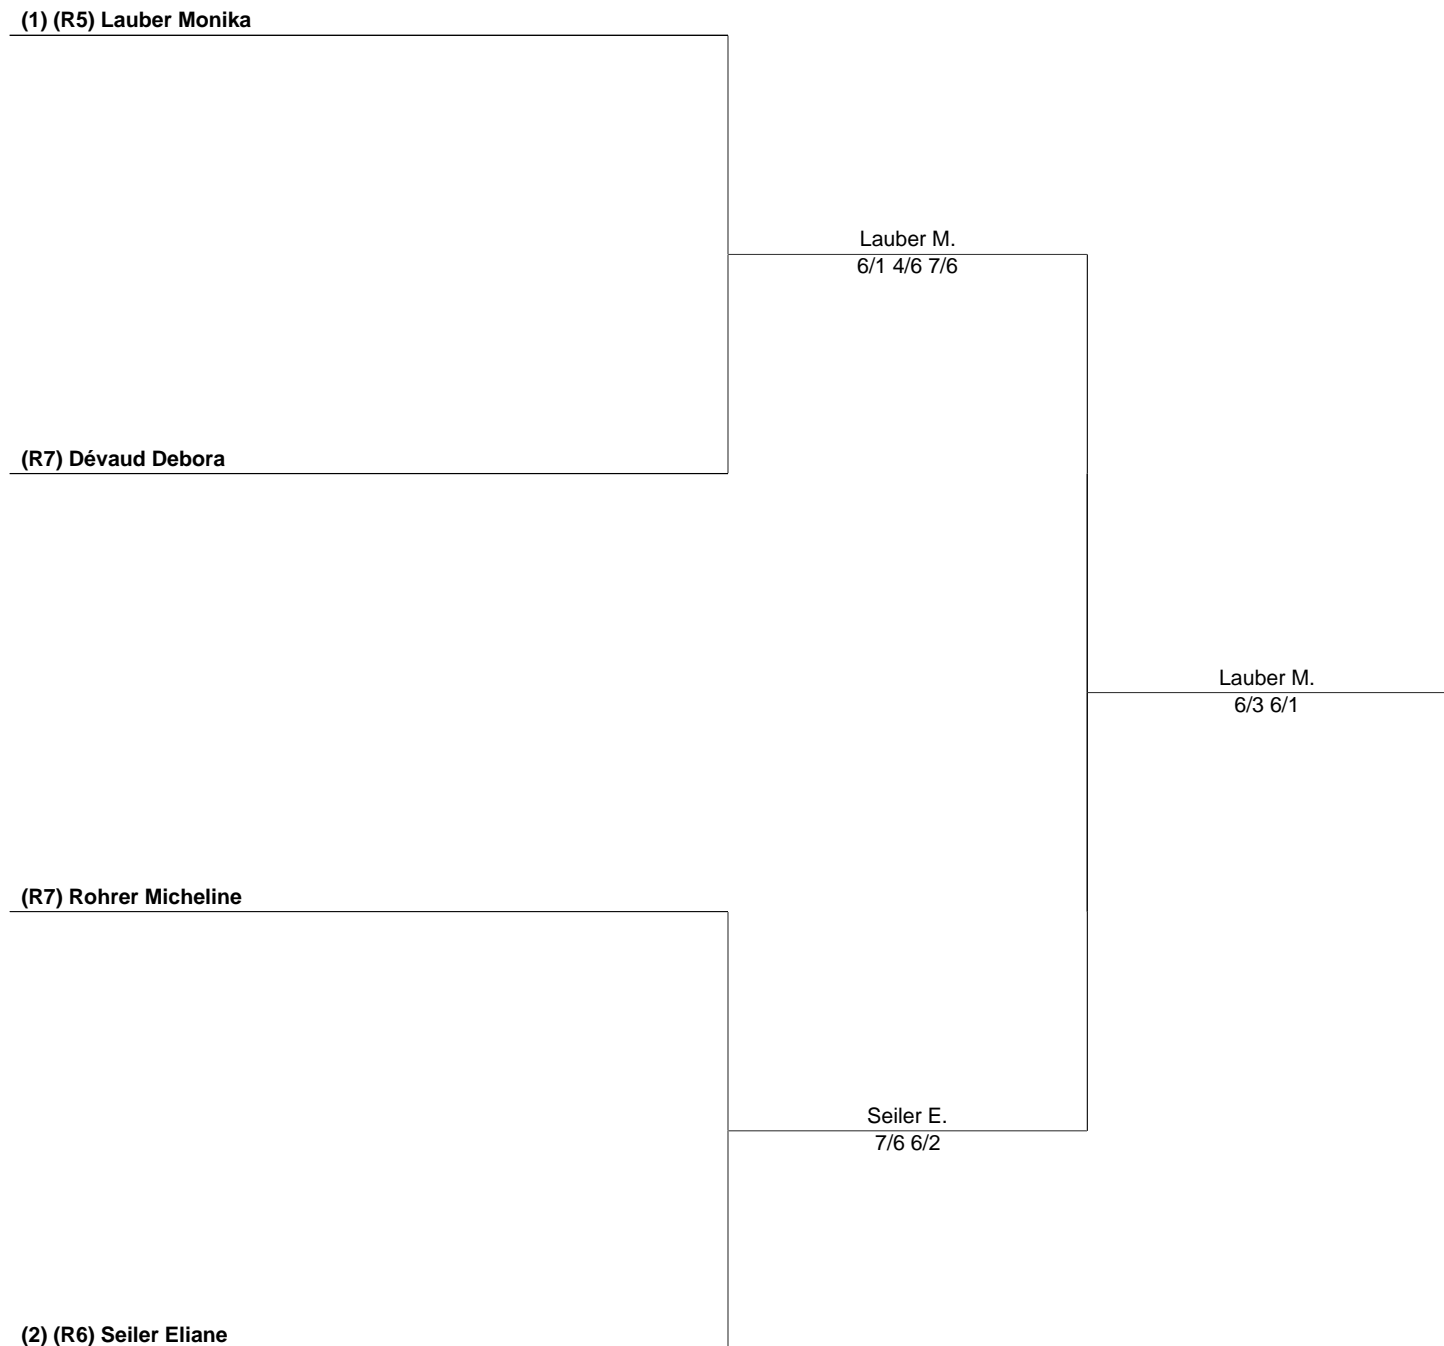 (1) (R5) Lauber Monika
Lauber M.
6/1 4/6 7/6
(R7) Dévaud Debora
Lauber M.
6/3 6/1
(R7) Rohrer Micheline
Seiler E.
7/6 6/2
(2) (R6) Seiler Eliane